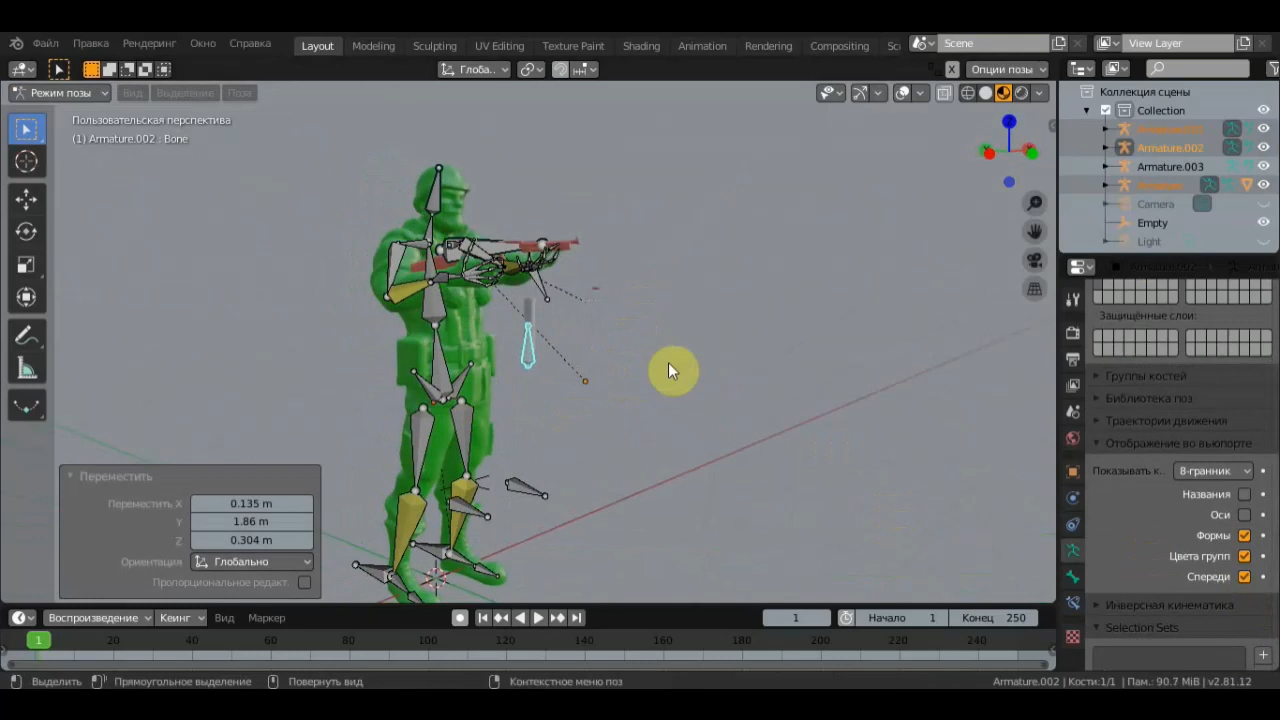 Файл Правка Рендеринг Окно Справка Layout Modeling Sculpting UV Editing Texture Paint Shading Animation Rendering Compositing Sc Scene View Layer
Глоба.. X Опции позы
Режим позы Вид Выделение Поза
Пользовательская перспектива
(1) Armature.002 : Bone
Z
Коллекция сцены
Collection
Armature.002
Armature.003
Camera
Empty
Light
Защищённые слои:
Группы костей
Библиотека поз
Траектории движения
Отображение во вьюпорте
Показывать к.. 8-гранник
Названия
Оси
Формы
Цвета групп
Спереди
Инверсная кинематика
Selection Sets
Переместить
Переместить X 0.135 m
Y 1.86 m
Z 0.304 m
Ориентация Глобально
Пропорциональное редакт.
Воспроизведение Кеинг Вид Маркер 1 Начало 1 Конец 250
1 20 40 60 80 100 120 140 160 180 200 220 240
Выделить Прямоугольное выделение Повернуть вид Контекстное меню поз Armature.002 | Кости:1/1 | Пам.: 90.7 MiB | v2.81.12